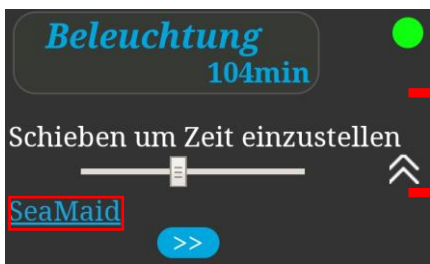 Beleuchtung
104min
Schieben um Zeit einzustellen
SeaMaid
>>